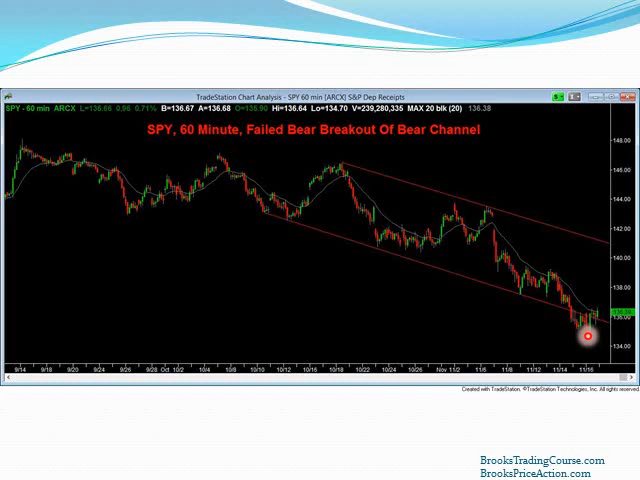 TradeStation Chart Analysis - SPY 60 min [ARCX] S&P Dep Receipts
SPY - 60 min ARCX L=136.66 0.96 0.71% B=136.67 A=136.68 O=135.90 Hi=136.64 Lo=134.70 V=239,280,335 MAX 20 blk (20) 136.38
SPY, 60 Minute, Failed Bear Breakout Of Bear Channel
148.00
146.00
144.00
142.00
140.00
138.00
136.38
136.00
134.00
9/14 9/18 9/20 9/24 9/26 9/28 Oct 10/2 10/4 10/8 10/10 10/12 10/16 10/18 10/22 10/24 10/26 Nov 11/2 11/6 11/8 11/12 11/14 11/16
Created with TradeStation. ©TradeStation Technologies, Inc. All rights reserved.
BrooksTradingCourse.com
BrooksPriceAction.com